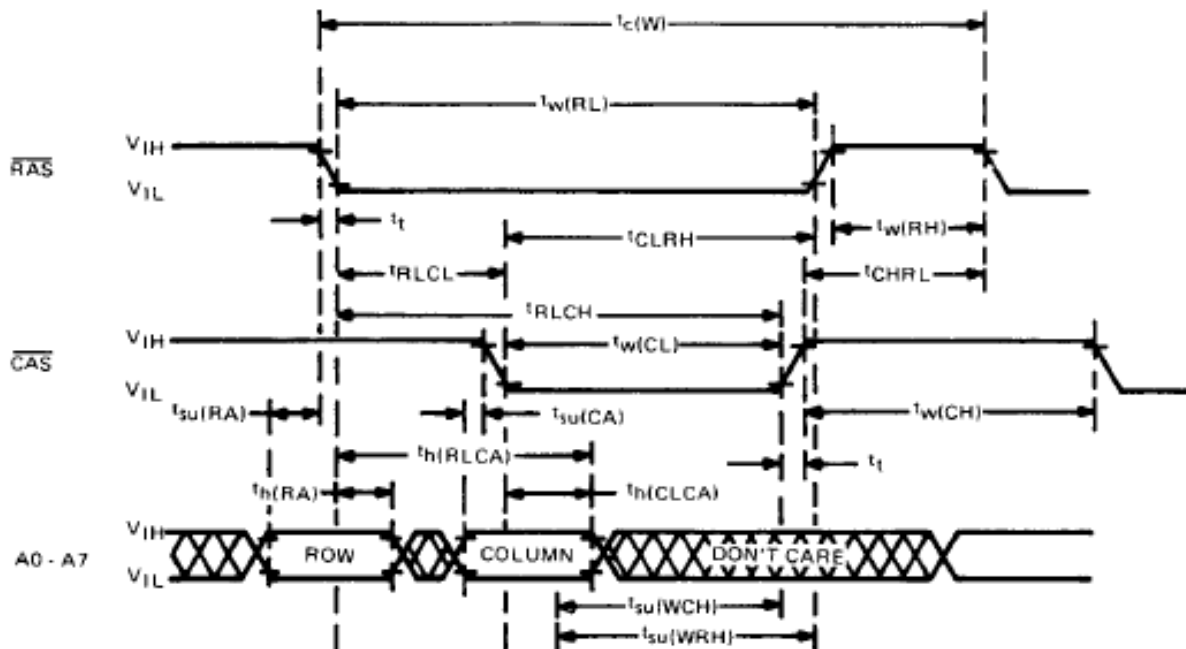 tc(W)
tw(RL)
RAS
VIH
VIL
tt
tCLRH
tw(RH)
tRLCL
tCHRL
tRLCH
CAS
VIH
VIL
tw(CL)
tsu(RA)
tsu(CA)
tw(CH)
th(RLCA)
tt
th(RA)
th(CLCA)
A0 - A7
VIH
VIL
ROW
COLUMN
DON'T CARE
tsu(WCH)
tsu(WRH)